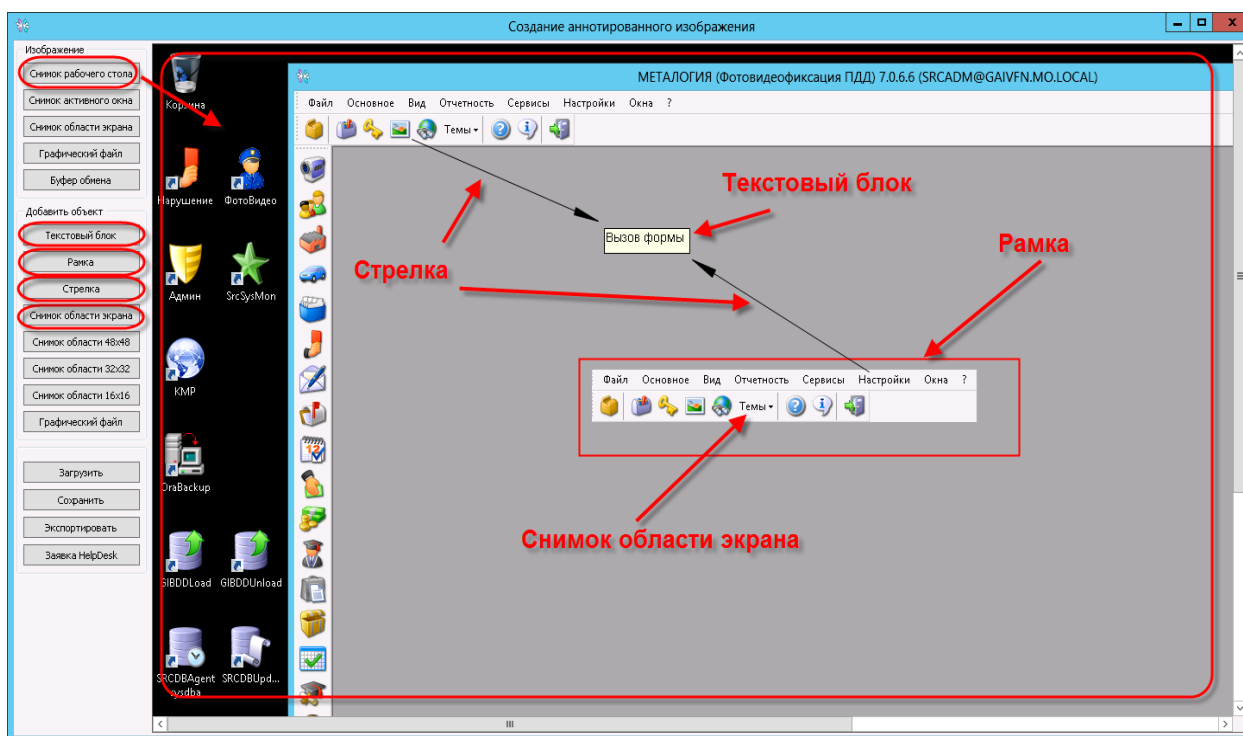 Создание аннотированного изображения
Изображение
Снимок рабочего стола
Снимок активного окна
Снимок области экрана
Графический файл
Буфер обмена
Добавить объект
Текстовый блок
Рамка
Стрелка
Снимок области экрана
Снимок области 48x48
Снимок области 32x32
Снимок области 16x16
Графический файл
Загрузить
Сохранить
Экспортировать
Заявка HelpDesk
Корзина
Нарушение ФотоВидео
Админ SrcSysMon
KMP
OraBackup
GIBDDLoad GIBDDUnload
SRCDBAgent SRCDBUpd...
sysdba
МЕТАЛОГИЯ (Фотовидеофиксация ПДД) 7.0.6.6 (SRCADM@GAIVFN.MO.LOCAL)
Файл Основное Вид Отчетность Сервисы Настройки Окна ?
Темы
Текстовый блок
Вызов формы
Рамка
Стрелка
Файл Основное Вид Отчетность Сервисы Настройки Окна ?
Темы
Снимок области экрана